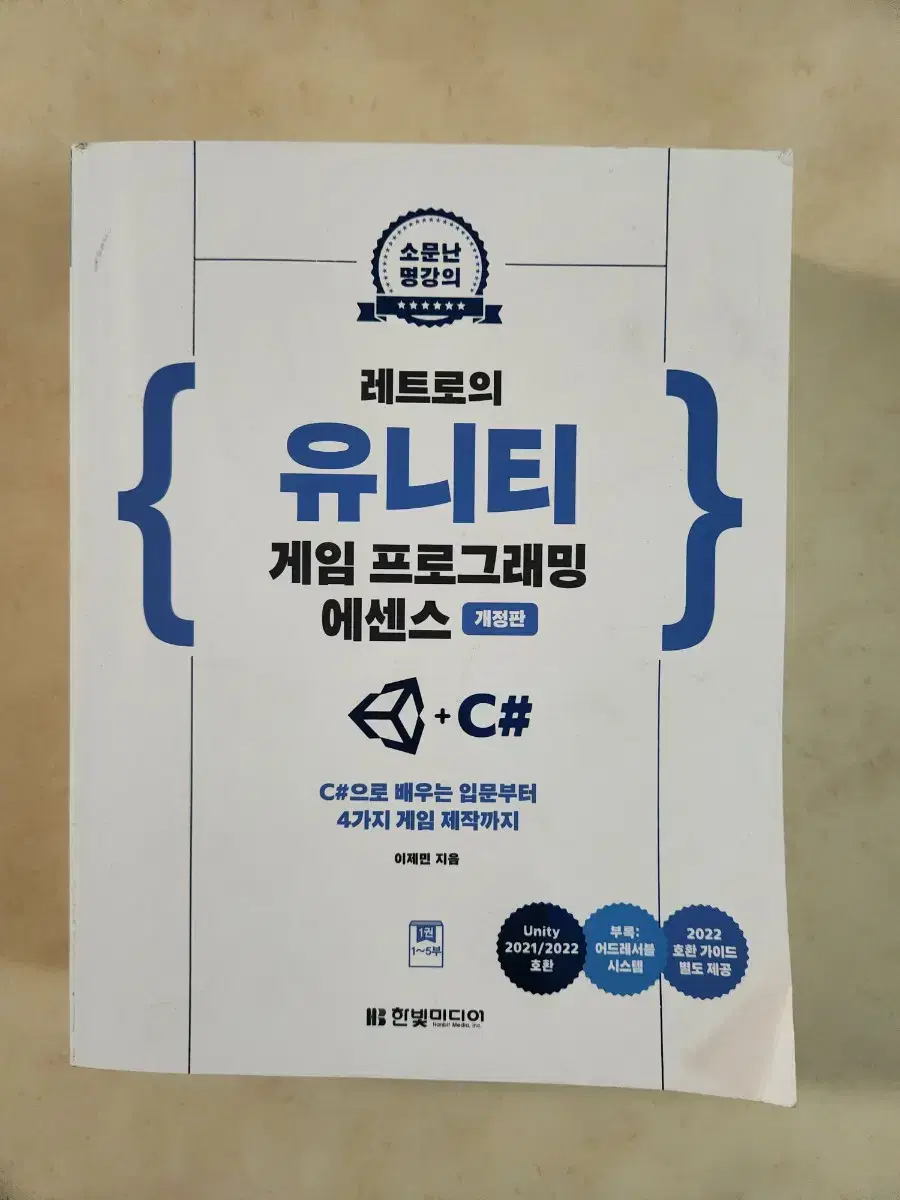 소문난
명강의
레트로의
유니티
게임 프로그래밍
에센스 개정판
+ C#
C#으로 배우는 입문부터
4가지 게임 제작까지
이제민 지음
1권
1~5부
Unity
2021/2022
호환
부록:
어드레서블
시스템
2022
호환 가이드
별도 제공
HB 한빛미디어
Hanbit Media, Inc.